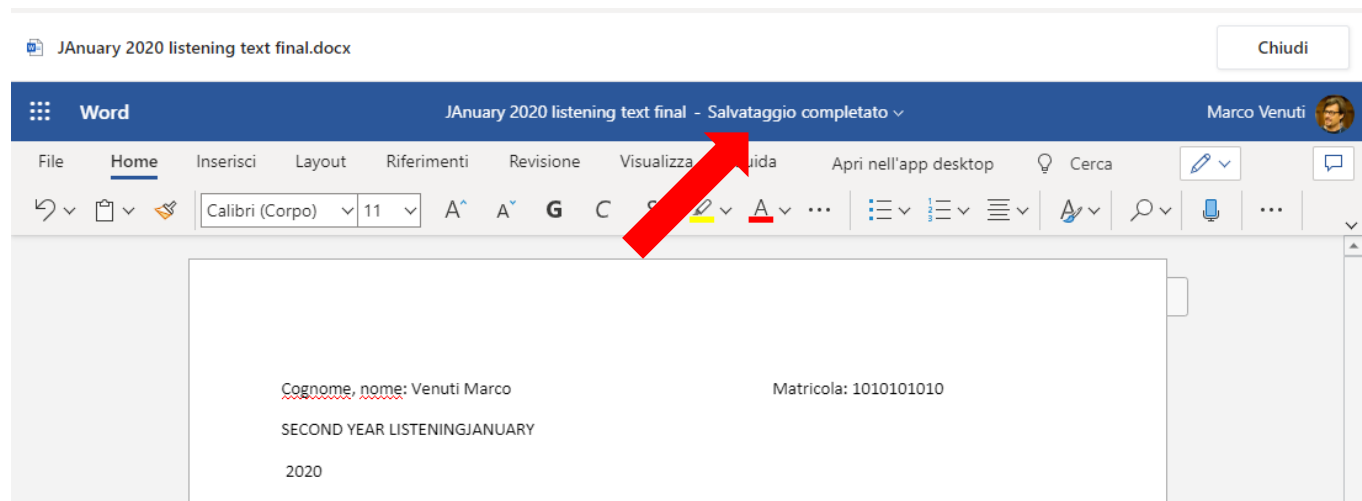 JAnuary 2020 listening text final.docx Chiudi
Word JAnuary 2020 listening text final - Salvataggio completato Marco Venuti
File Home Inserisci Layout Riferimenti Revisione Visualizza Apri nell'app desktop Cerca
Calibri (Corpo) 11 A A G C A
Cognome, nome: Venuti Marco Matricola: 1010101010
SECOND YEAR LISTENINGJANUARY
2020